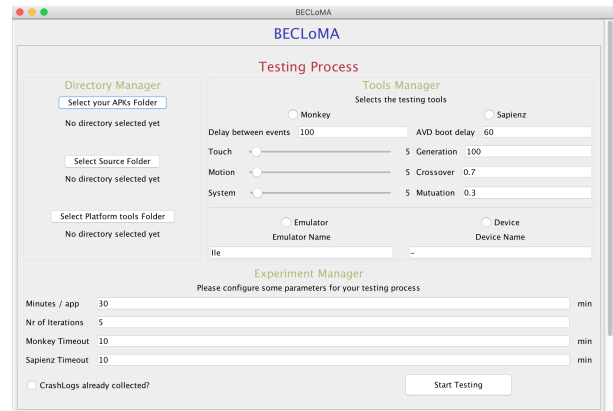 BECLoMA
BECLoMA
Testing Process
Directory Manager
Select your APKs Folder
No directory selected yet
Select Source Folder
No directory selected yet
Select Platform tools Folder
No directory selected yet
Tools Manager
Selects the testing tools
Monkey
Sapienz
Delay between events 100
AVD boot delay 60
Touch 5
Generation 100
Motion 5
Crossover 0.7
System 5
Mutuation 0.3
Emulator
Device
Emulator Name
Device Name
Ile
-
Experiment Manager
Please configure some parameters for your testing process
Minutes / app 30 min
Nr of Iterations 5
Monkey Timeout 10 min
Sapienz Timeout 10 min
CrashLogs already collected?
Start Testing